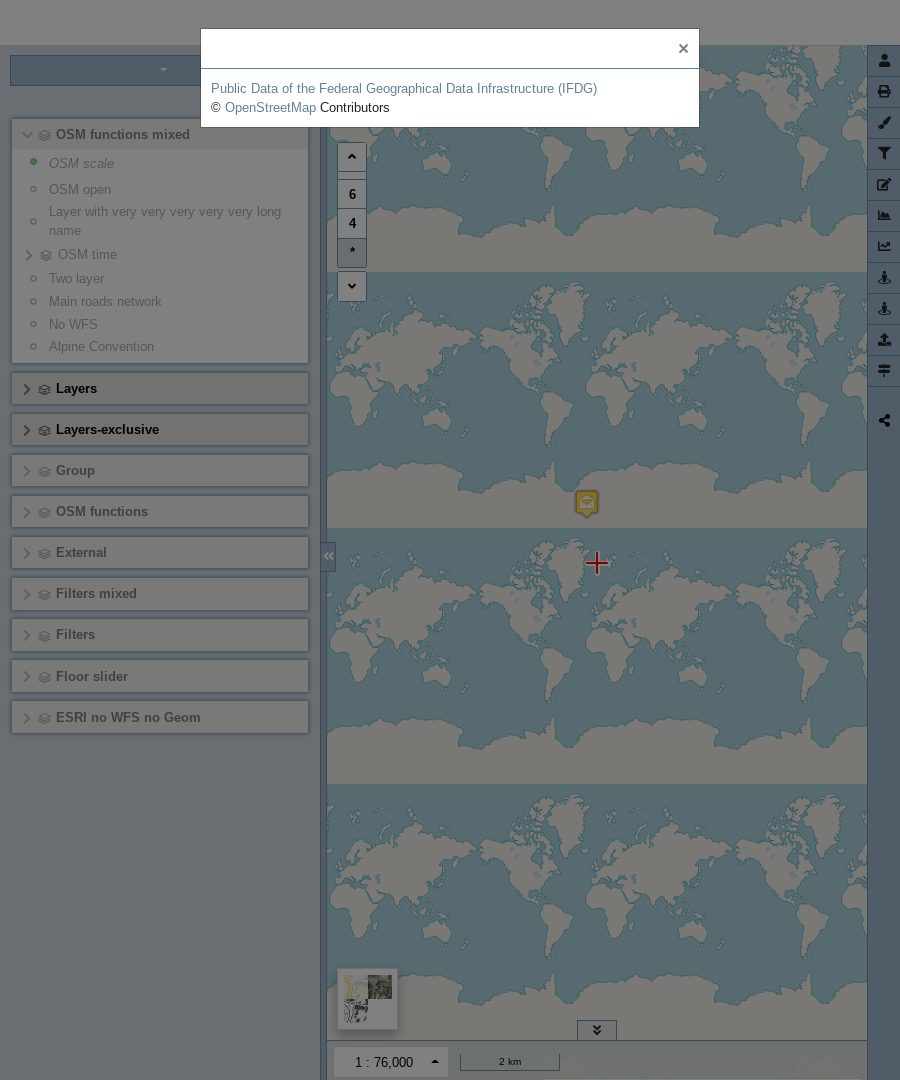 ×
Public Data of the Federal Geographical Data Infrastructure (IFDG)
© OpenStreetMap Contributors
OSM functions mixed
OSM scale
OSM open
Layer with very very very very very long
name
OSM time
Two layer
Main roads network
No WFS
Alpine Convention
Layers
Layers-exclusive
Group
OSM functions
External
Filters mixed
Filters
Floor slider
ESRI no WFS no Geom
6
4
*
1 : 76,000
2 km